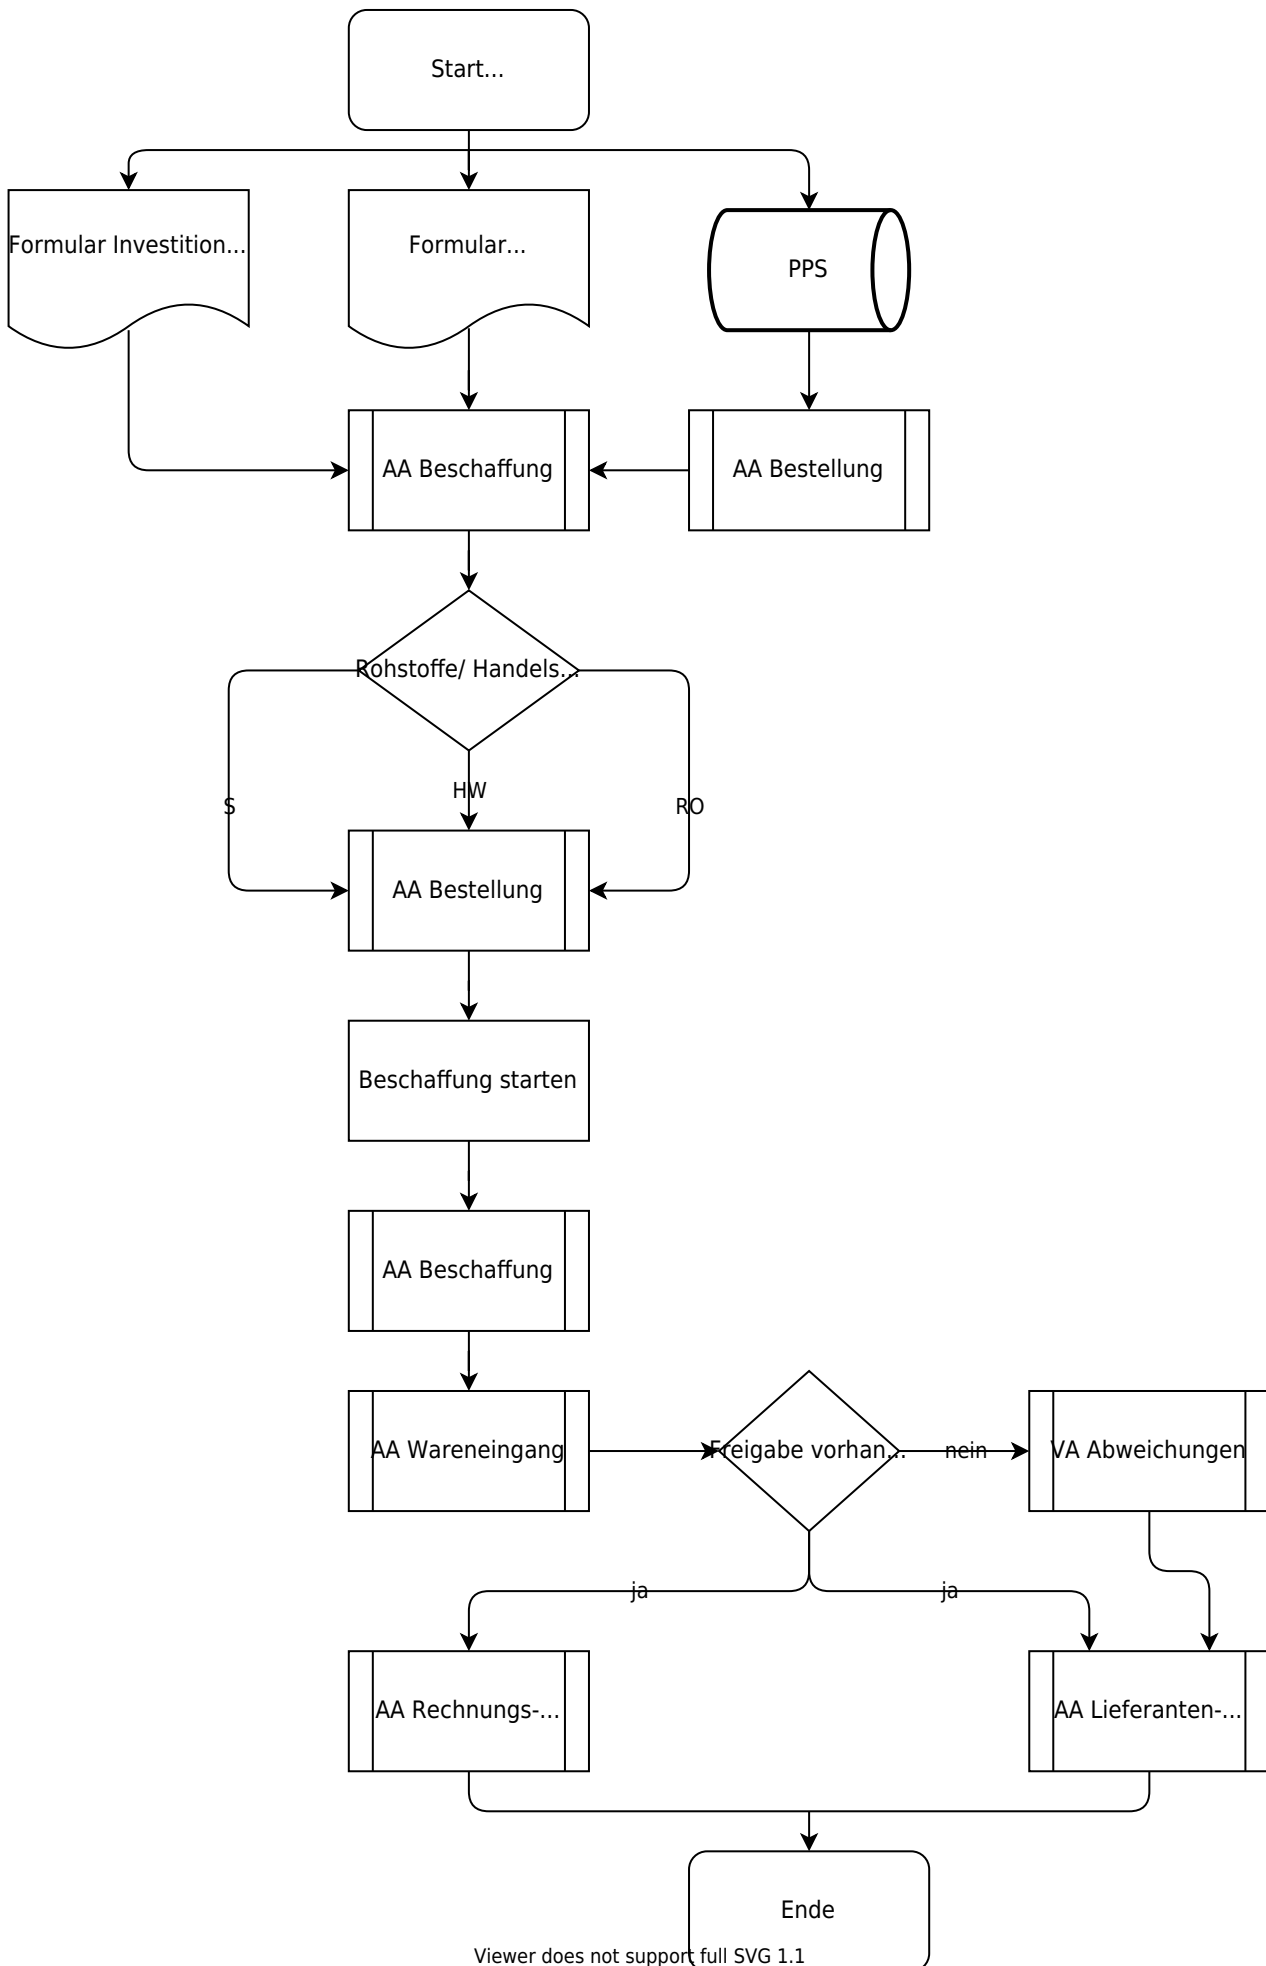 Start...
Formular Investition...
Formular...
PPS
AA Beschaffung
AA Bestellung
Rohstoffe/ Handels...
S
HW
RO
AA Bestellung
Beschaffung starten
AA Beschaffung
AA Wareneingang
Freigabe vorhan...
nein
VA Abweichungen
ja
ja
AA Rechnungs-...
AA Lieferanten-...
Ende
Viewer does not support full SVG 1.1